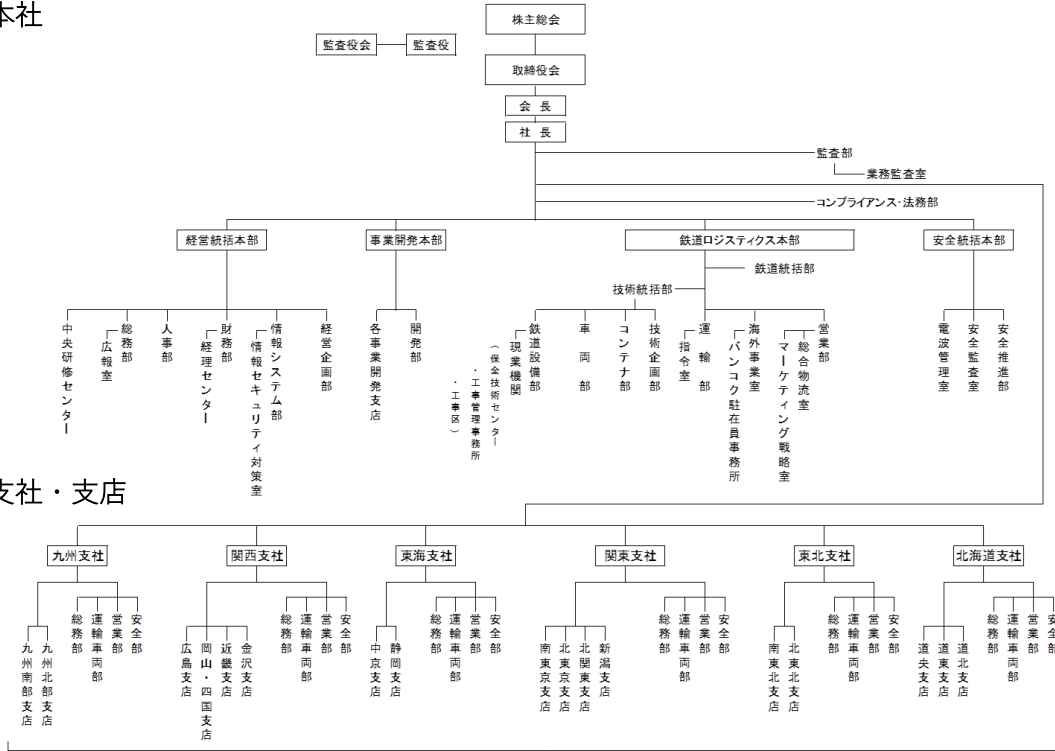 本社
株主総会
監査役会
監査役
取締役会
会長
社長
監査部
業務監査室
コンプライアンス・法務部
経営統括本部
事業開発本部
鉄道ロジスティクス本部
安全統括本部
鉄道統括部
技術統括部
中央研修センター
総務部
広報室
人事部
財務部
経理センター
情報システム部
情報セキュリティ対策室
経営企画部
各事業開発支店
開発部
鉄道設備部
現業機関
(保全技術センター
・工事管理事務所
・工事区)
車両部
コンテナ部
技術企画部
運輸部
指令室
海外事業室
バンコク駐在員事務所
営業部
総合物流室
マーケティング戦略室
電波管理室
安全監査室
安全推進部
支社・支店
九州支社
関西支社
東海支社
関東支社
東北支社
北海道支社
九州南部支店
九州北部支店
総務部
運輸車両部
営業部
安全部
広島支店
岡山・四国支店
近畿支店
金沢支店
総務部
運輸車両部
営業部
安全部
中京支店
静岡支店
総務部
運輸車両部
営業部
安全部
南東京支店
北東京支店
北関東支店
新潟支店
総務部
運輸車両部
営業部
安全部
南東北支店
北東北支店
総務部
運輸車両部
営業部
安全部
道央支店
道東支店
道北支店
総務部
運輸車両部
営業部
安全部